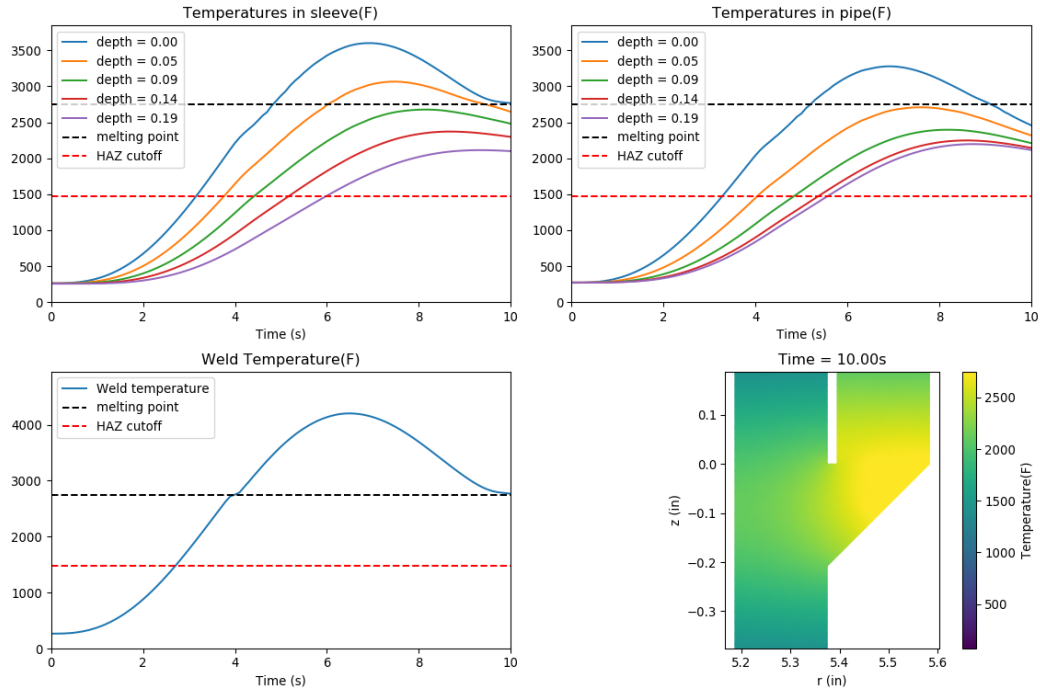 Temperatures in sleeve(F)
3500
3000
2500
2000
1500
1000
500
0
depth = 0.00
depth = 0.05
depth = 0.09
depth = 0.14
depth = 0.19
melting point
HAZ cutoff
0 2 4 6 8 10
Time (s)
Temperatures in pipe(F)
3500
3000
2500
2000
1500
1000
500
0
depth = 0.00
depth = 0.05
depth = 0.09
depth = 0.14
depth = 0.19
melting point
HAZ cutoff
0 2 4 6 8 10
Time (s)
Weld Temperature(F)
4000
3000
2000
1000
0
Weld temperature
melting point
HAZ cutoff
0 2 4 6 8 10
Time (s)
Time = 10.00s
z (in)
0.1
0.0
−0.1
−0.2
−0.3
5.2 5.3 5.4 5.5 5.6
r (in)
2500
2000
1500
1000
500
Temperature(F)